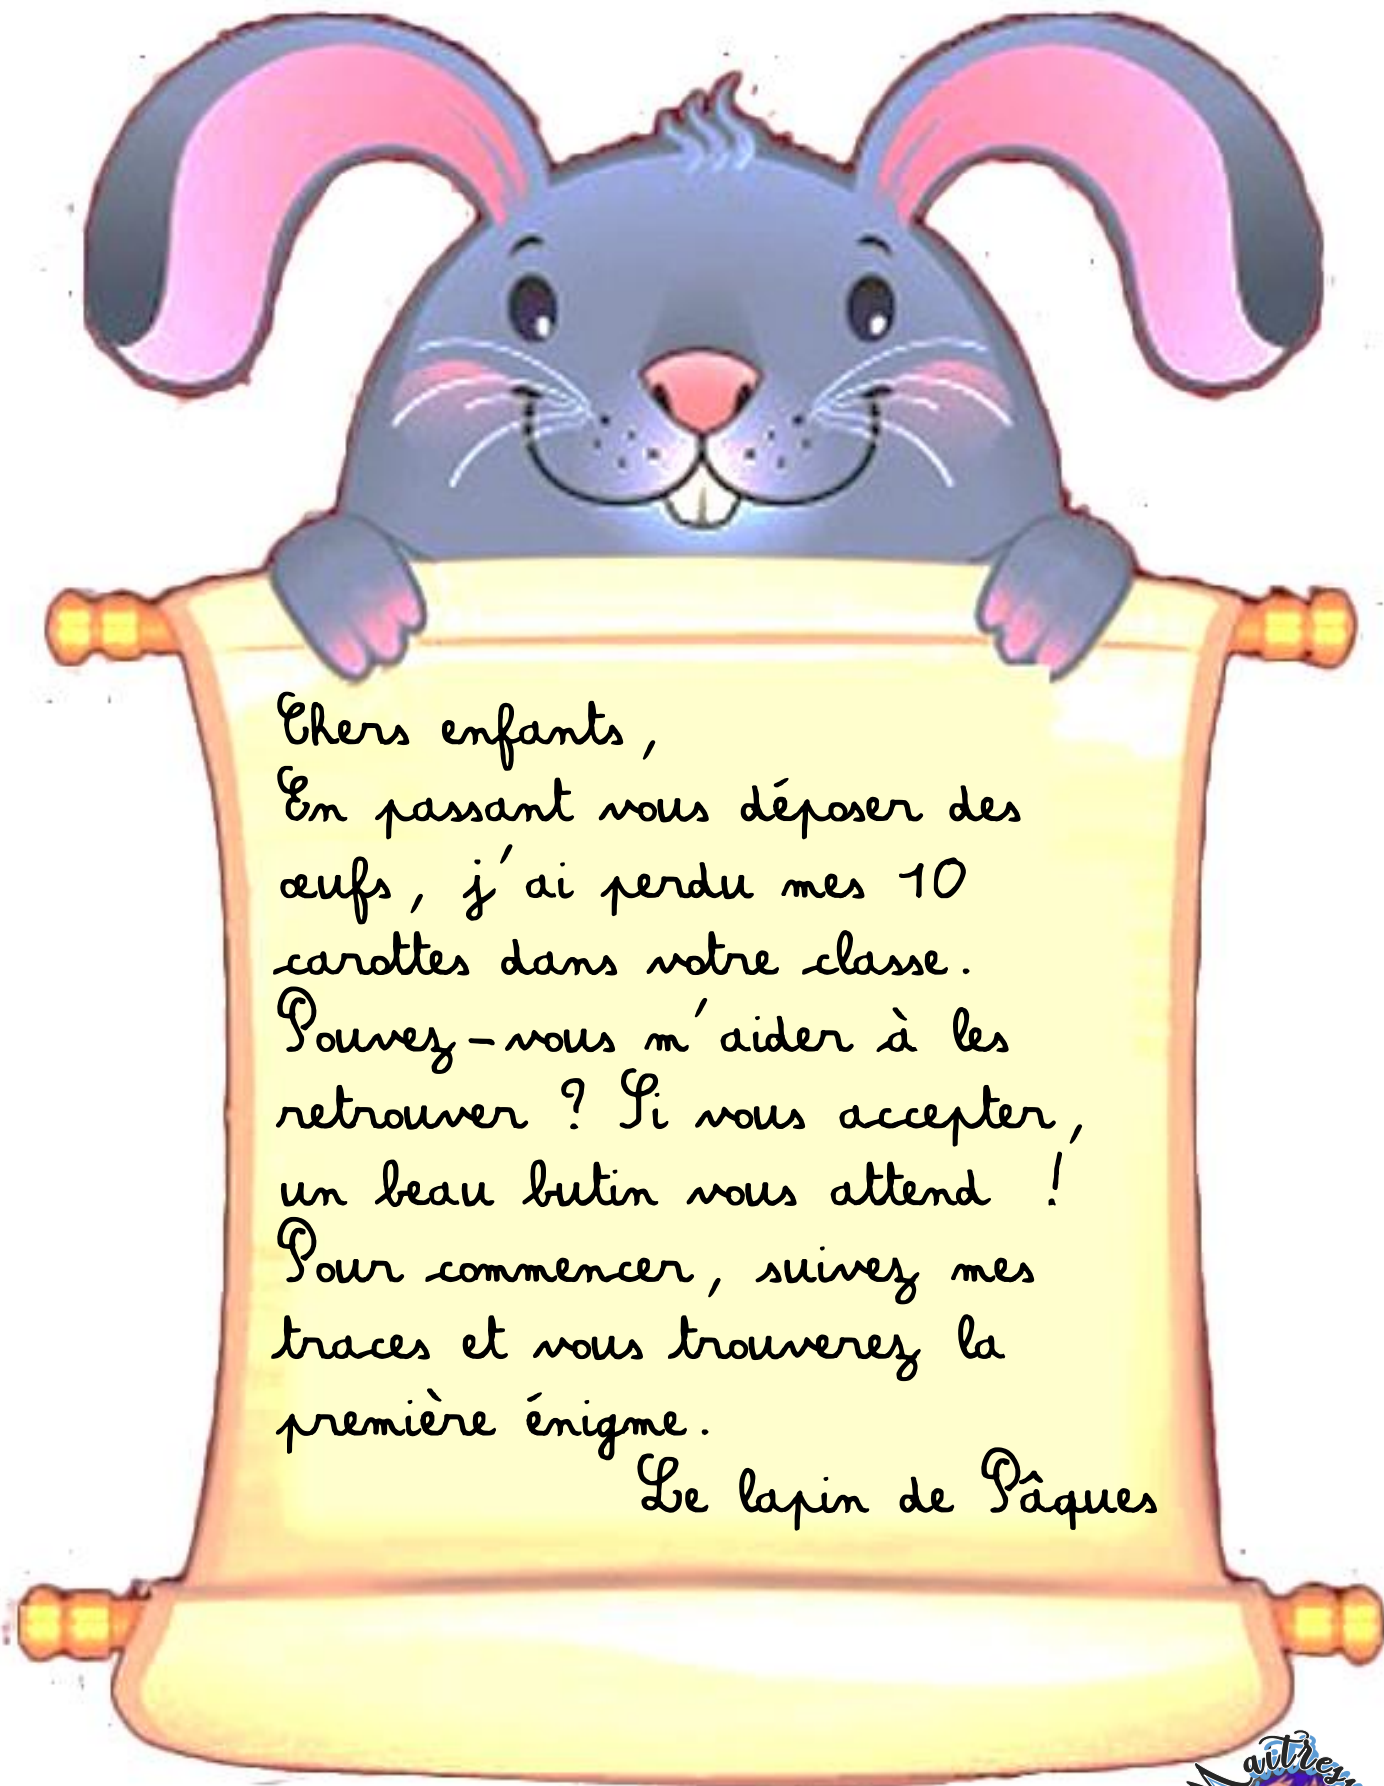 Chers enfants,
En passant vous déposer des
œufs, j'ai perdu mes 10
carottes dans votre classe.
Pouvez-vous m'aider à les
retrouver ? Si vous accepter,
un beau butin vous attend !
Pour commencer, suivez mes
traces et vous trouverez la
première énigme.
Le lapin de Pâques